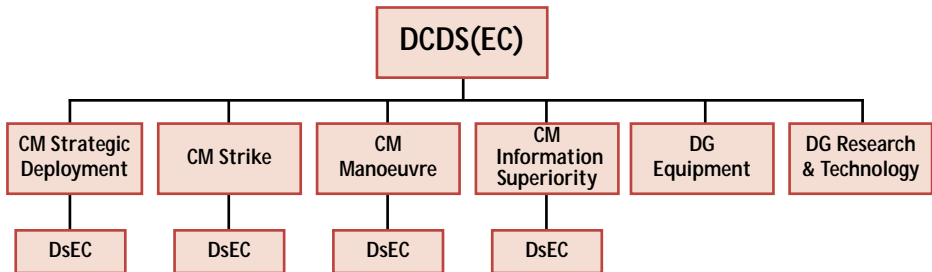 DCDS(EC)
CM Strategic
Deployment
CM Strike
CM
Manoeuvre
CM
Information
Superiority
DG
Equipment
DG Research
& Technology
DsEC
DsEC
DsEC
DsEC